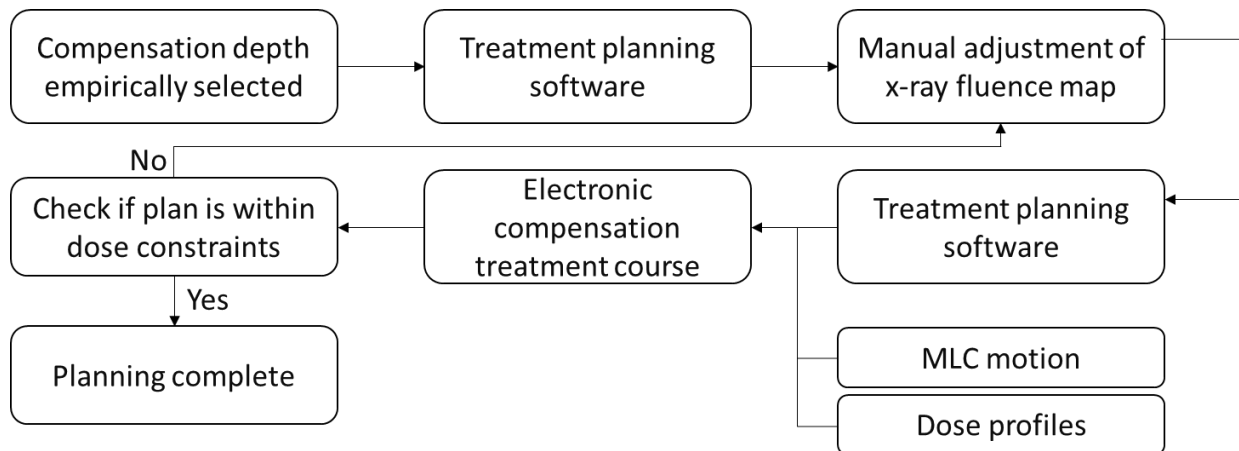 Compensation depth
empirically selected
Treatment planning
software
Manual adjustment of
x-ray fluence map
No
Check if plan is within
dose constraints
Electronic
compensation
treatment course
Treatment planning
software
Yes
Planning complete
MLC motion
Dose profiles